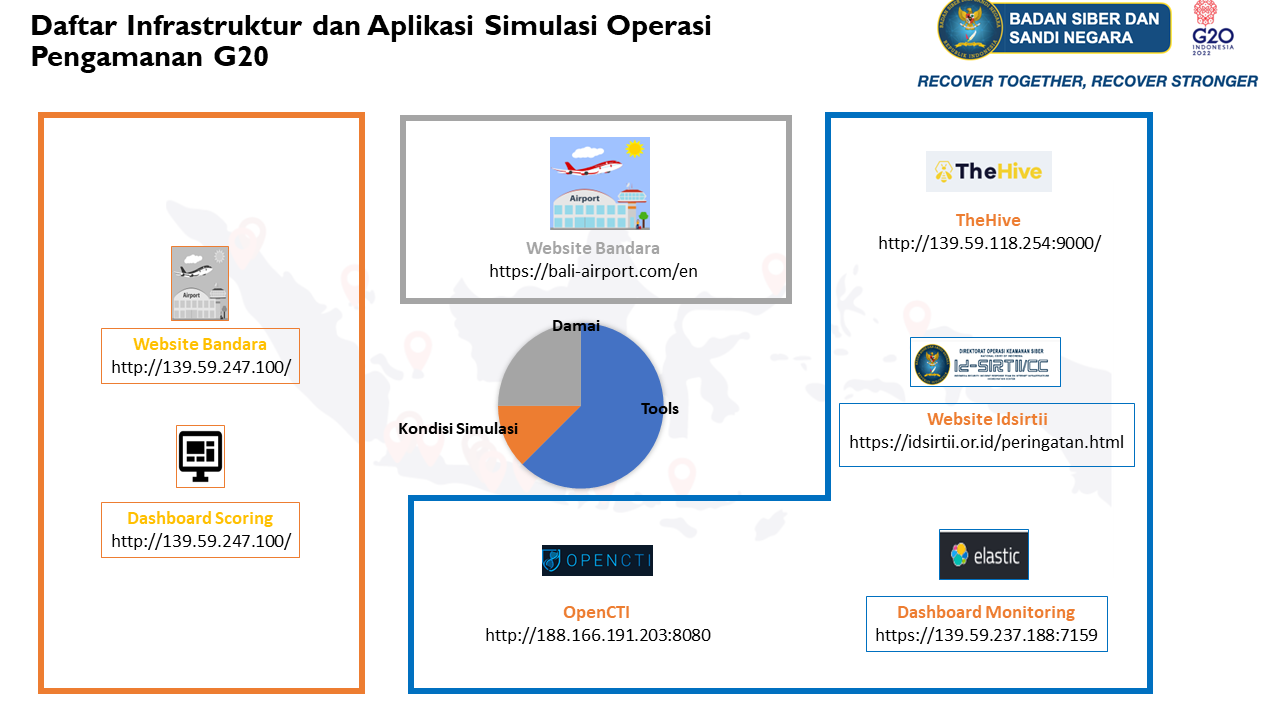 Daftar Infrastruktur dan Aplikasi Simulasi Operasi
Pengamanan G20
BADAN SIBER DAN
SANDI NEGARA
G20
INDONESIA
2022
RECOVER TOGETHER, RECOVER STRONGER
Airport
Website Bandara
http://139.59.247.100/
Dashboard Scoring
http://139.59.247.100/
Airport
Website Bandara
https://bali-airport.com/en
Damai
Tools
Kondisi Simulasi
TheHive
TheHive
http://139.59.118.254:9000/
DIREKTORAT OPERASI KEAMANAN SIBER
Id-SIRTII/CC
Website Idsirtii
https://idsirtii.or.id/peringatan.html
OPENCTI
OpenCTI
http://188.166.191.203:8080
elastic
Dashboard Monitoring
https://139.59.237.188:7159